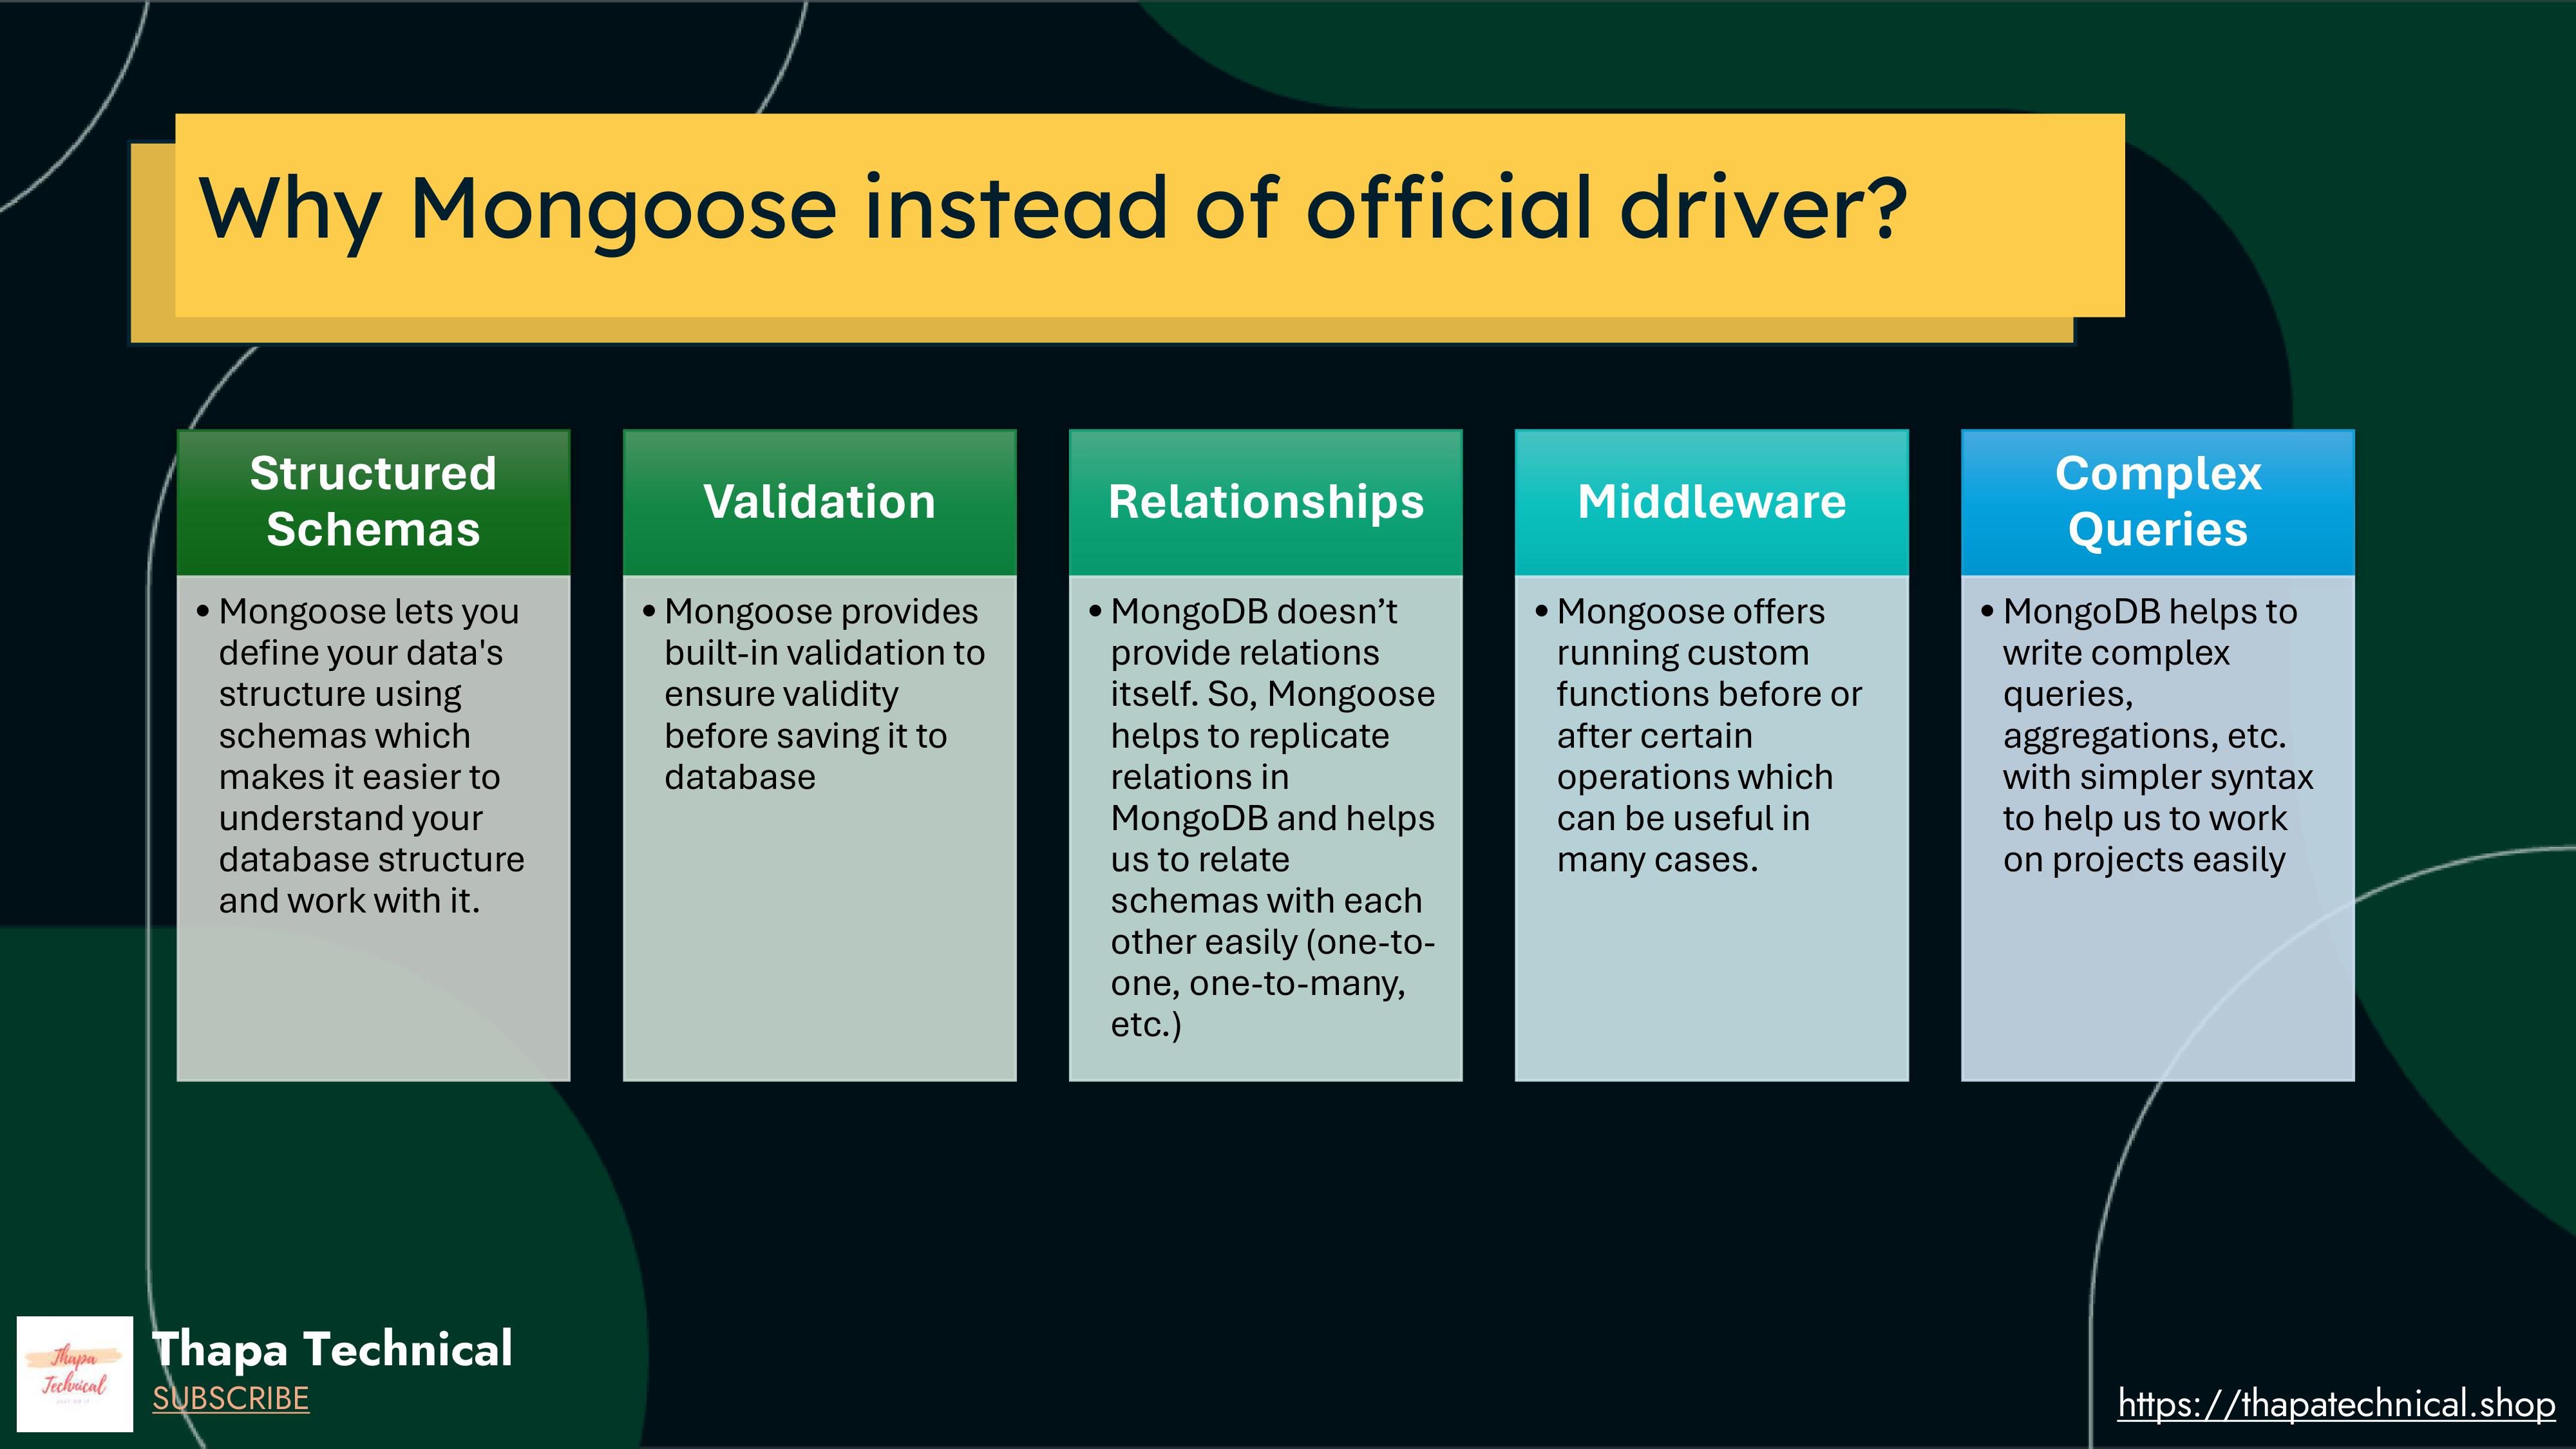 Why Mongoose instead of official driver?
Structured
Schemas
• Mongoose lets you
define your data's
structure using
schemas which
makes it easier to
understand your
database structure
and work with it.
Validation
• Mongoose provides
built-in validation to
ensure validity
before saving it to
database
Relationships
• MongoDB doesn’t
provide relations
itself. So, Mongoose
helps to replicate
relations in
MongoDB and helps
us to relate
schemas with each
other easily (one-to-
one, one-to-many,
etc.)
Middleware
• Mongoose offers
running custom
functions before or
after certain
operations which
can be useful in
many cases.
Complex
Queries
• MongoDB helps to
write complex
queries,
aggregations, etc.
with simpler syntax
to help us to work
on projects easily
Thapa
Technical
Thapa Technical
SUBSCRIBE
https://thapatechnical.shop